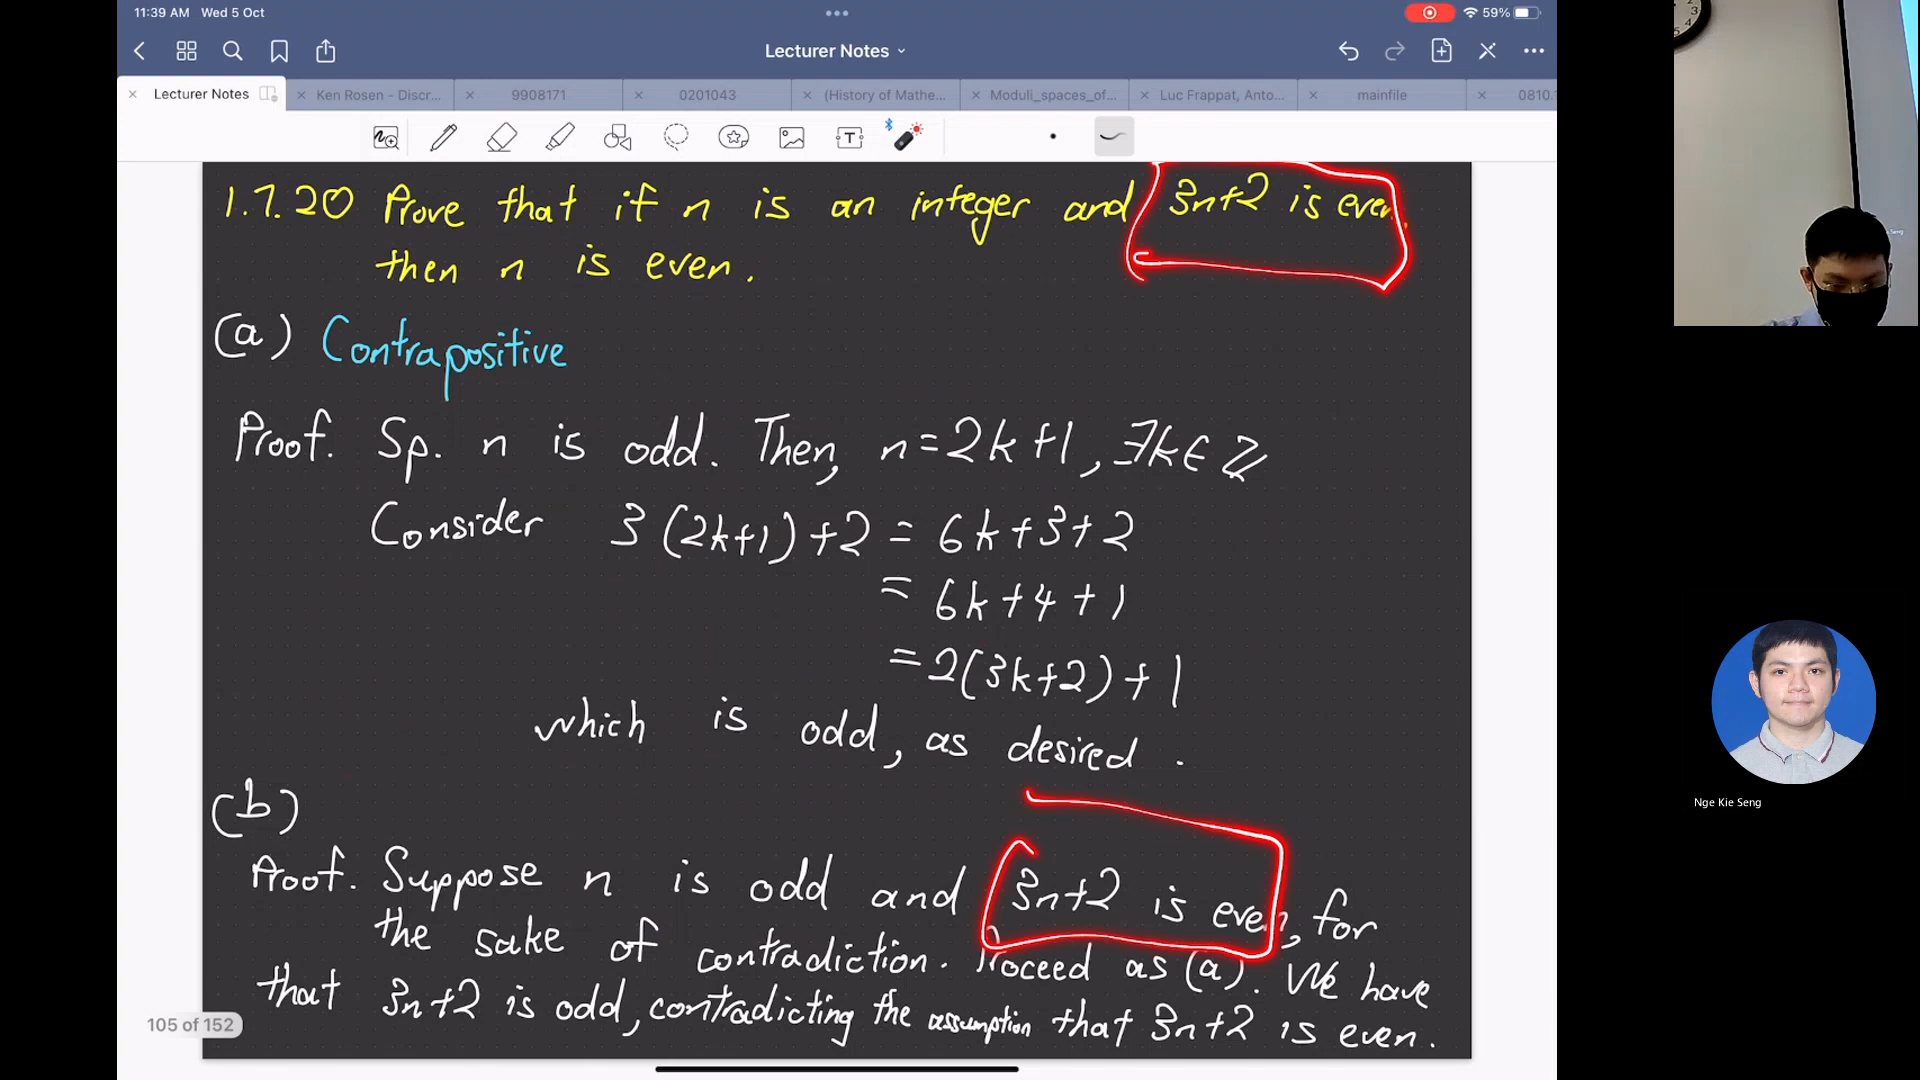 11:39 AM Wed 5 Oct
59%
Lecturer Notes
Lecturer Notes
Ken Rosen - Discr...
9908171
0201043
(History of Mathe...
Moduli_spaces_of...
Luc Frappat, Anto...
mainfile
0810.
1.7.20 Prove that if n is an integer and 3n+2 is even,
then n is even.
(a) Contrapositive
Proof. Sp. n is odd. Then, n=2k+1, ∃k∈ℤ
Consider 3(2k+1)+2 = 6k+3+2
= 6k+4+1
= 2(3k+2)+1
which is odd, as desired.
(b)
Proof. Suppose n is odd and 3n+2 is even, for
the sake of contradiction. Proceed as (a). We have
that 3n+2 is odd, contradicting the assumption that 3n+2 is even.
105 of 152
Nge Kie Seng